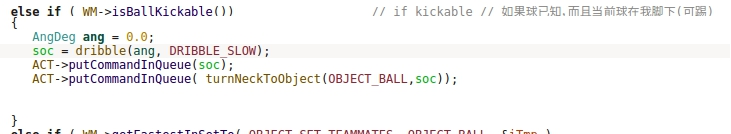 else if ( WM->isBallKickable()) // if kickable // 如果球已知,而且当前球在我脚下(可踢)
{
AngDeg ang = 0.0;
soc = dribble(ang, DRIBBLE_SLOW);
ACT->putCommandInQueue(soc);
ACT->putCommandInQueue( turnNeckToObject(OBJECT_BALL,soc));
}
else if ( WM->getFastestInSetTo( OBJECT_SET_TEAMMATES, OBJECT_BALL, &iTmp )